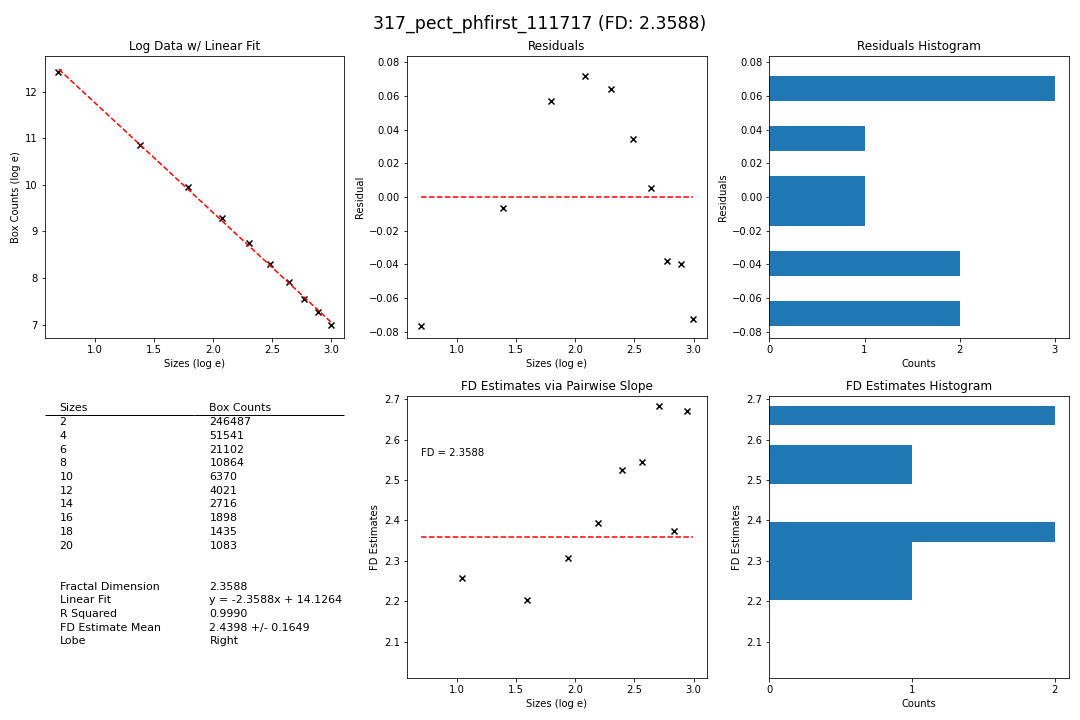 317_pect_phfirst_111717 (FD: 2.3588)
Log Data w/ Linear Fit
12
11
10
9
8
7
Box Counts (log e)
1.0 1.5 2.0 2.5 3.0
Sizes (log e)
Residuals
0.08
0.06
0.04
0.02
0.00
−0.02
−0.04
−0.06
−0.08
Residual
1.0 1.5 2.0 2.5 3.0
Sizes (log e)
Residuals Histogram
0.08
0.06
0.04
0.02
0.00
−0.02
−0.04
−0.06
−0.08
Residuals
0 1 2 3
Counts
Sizes Box Counts
2 246487
4 51541
6 21102
8 10864
10 6370
12 4021
14 2716
16 1898
18 1435
20 1083
Fractal Dimension 2.3588
Linear Fit y = -2.3588x + 14.1264
R Squared 0.9990
FD Estimate Mean 2.4398 +/- 0.1649
Lobe Right
FD Estimates via Pairwise Slope
2.7
2.6
2.5
2.4
2.3
2.2
2.1
FD Estimates
FD = 2.3588
1.0 1.5 2.0 2.5 3.0
Sizes (log e)
FD Estimates Histogram
2.7
2.6
2.5
2.4
2.3
2.2
2.1
FD Estimates
0 1 2
Counts